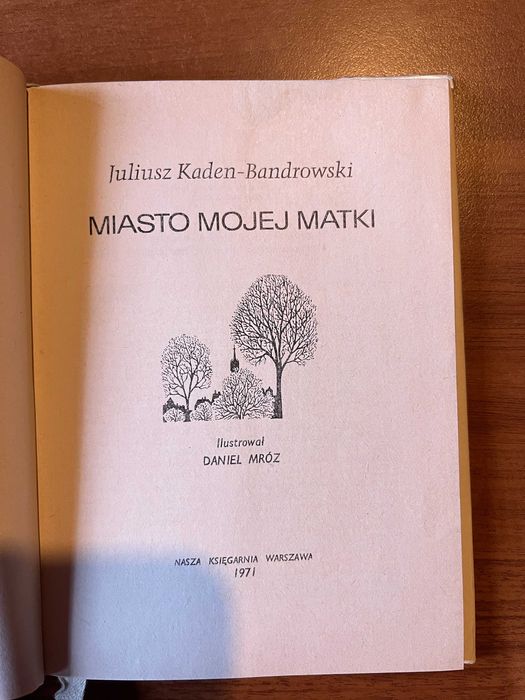 Juliusz Kaden-Bandrowski
MIASTO MOJEJ MATKI
Ilustrował
DANIEL MRÓZ
NASZA KSIĘGARNIA WARSZAWA
1971